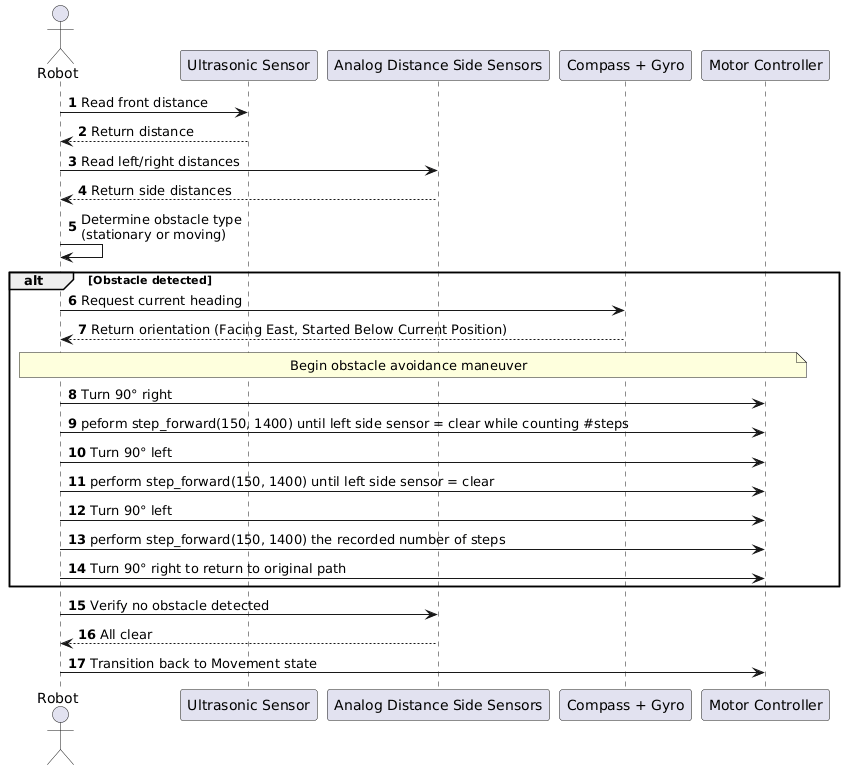 Robot
Ultrasonic Sensor
Analog Distance Side Sensors
Compass + Gyro
Motor Controller
1 Read front distance
2 Return distance
3 Read left/right distances
4 Return side distances
5 Determine obstacle type
(stationary or moving)
alt [Obstacle detected]
6 Request current heading
7 Return orientation (Facing East, Started Below Current Position)
Begin obstacle avoidance maneuver
8 Turn 90° right
9 peform step_forward(150, 1400) until left side sensor = clear while counting #steps
10 Turn 90° left
11 perform step_forward(150, 1400) until left side sensor = clear
12 Turn 90° left
13 perform step_forward(150, 1400) the recorded number of steps
14 Turn 90° right to return to original path
15 Verify no obstacle detected
16 All clear
17 Transition back to Movement state
Robot
Ultrasonic Sensor
Analog Distance Side Sensors
Compass + Gyro
Motor Controller